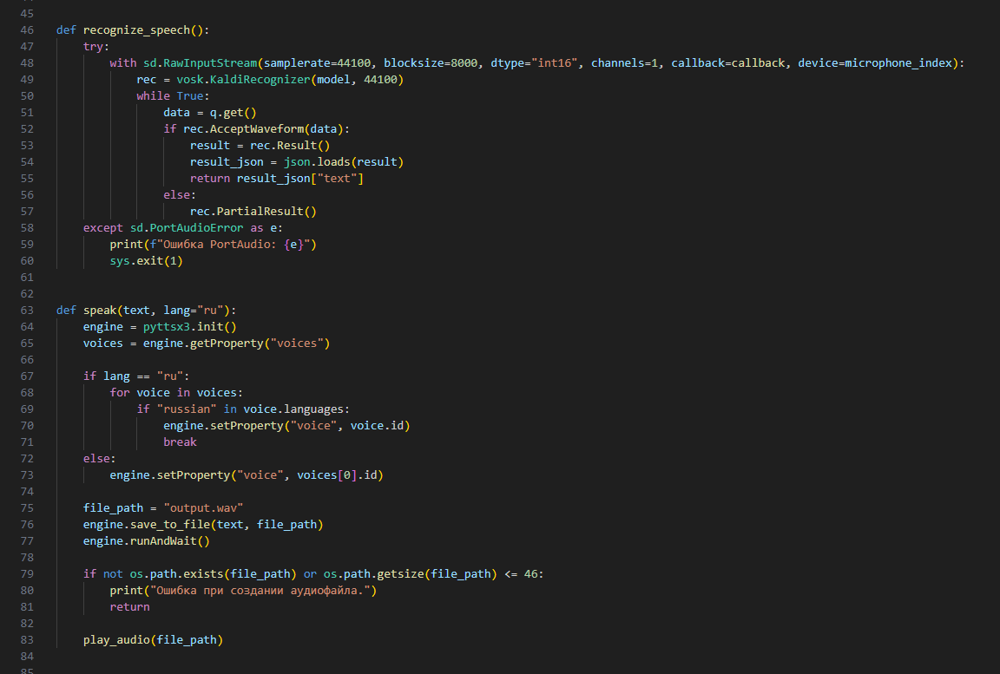 45
46 def recognize_speech():
47     try:
48         with sd.RawInputStream(samplerate=44100, blocksize=8000, dtype="int16", channels=1, callback=callback, device=microphone_index):
49             rec = vosk.KaldiRecognizer(model, 44100)
50             while True:
51                 data = q.get()
52                 if rec.AcceptWaveform(data):
53                     result = rec.Result()
54                     result_json = json.loads(result)
55                     return result_json["text"]
56                 else:
57                     rec.PartialResult()
58     except sd.PortAudioError as e:
59         print(f"Ошибка PortAudio: {e}")
60         sys.exit(1)
61
62
63 def speak(text, lang="ru"):
64     engine = pyttsx3.init()
65     voices = engine.getProperty("voices")
66
67     if lang == "ru":
68         for voice in voices:
69             if "russian" in voice.languages:
70                 engine.setProperty("voice", voice.id)
71                 break
72     else:
73         engine.setProperty("voice", voices[0].id)
74
75     file_path = "output.wav"
76     engine.save_to_file(text, file_path)
77     engine.runAndWait()
78
79     if not os.path.exists(file_path) or os.path.getsize(file_path) <= 46:
80         print("Ошибка при создании аудиофайла.")
81         return
82
83     play_audio(file_path)
84
85